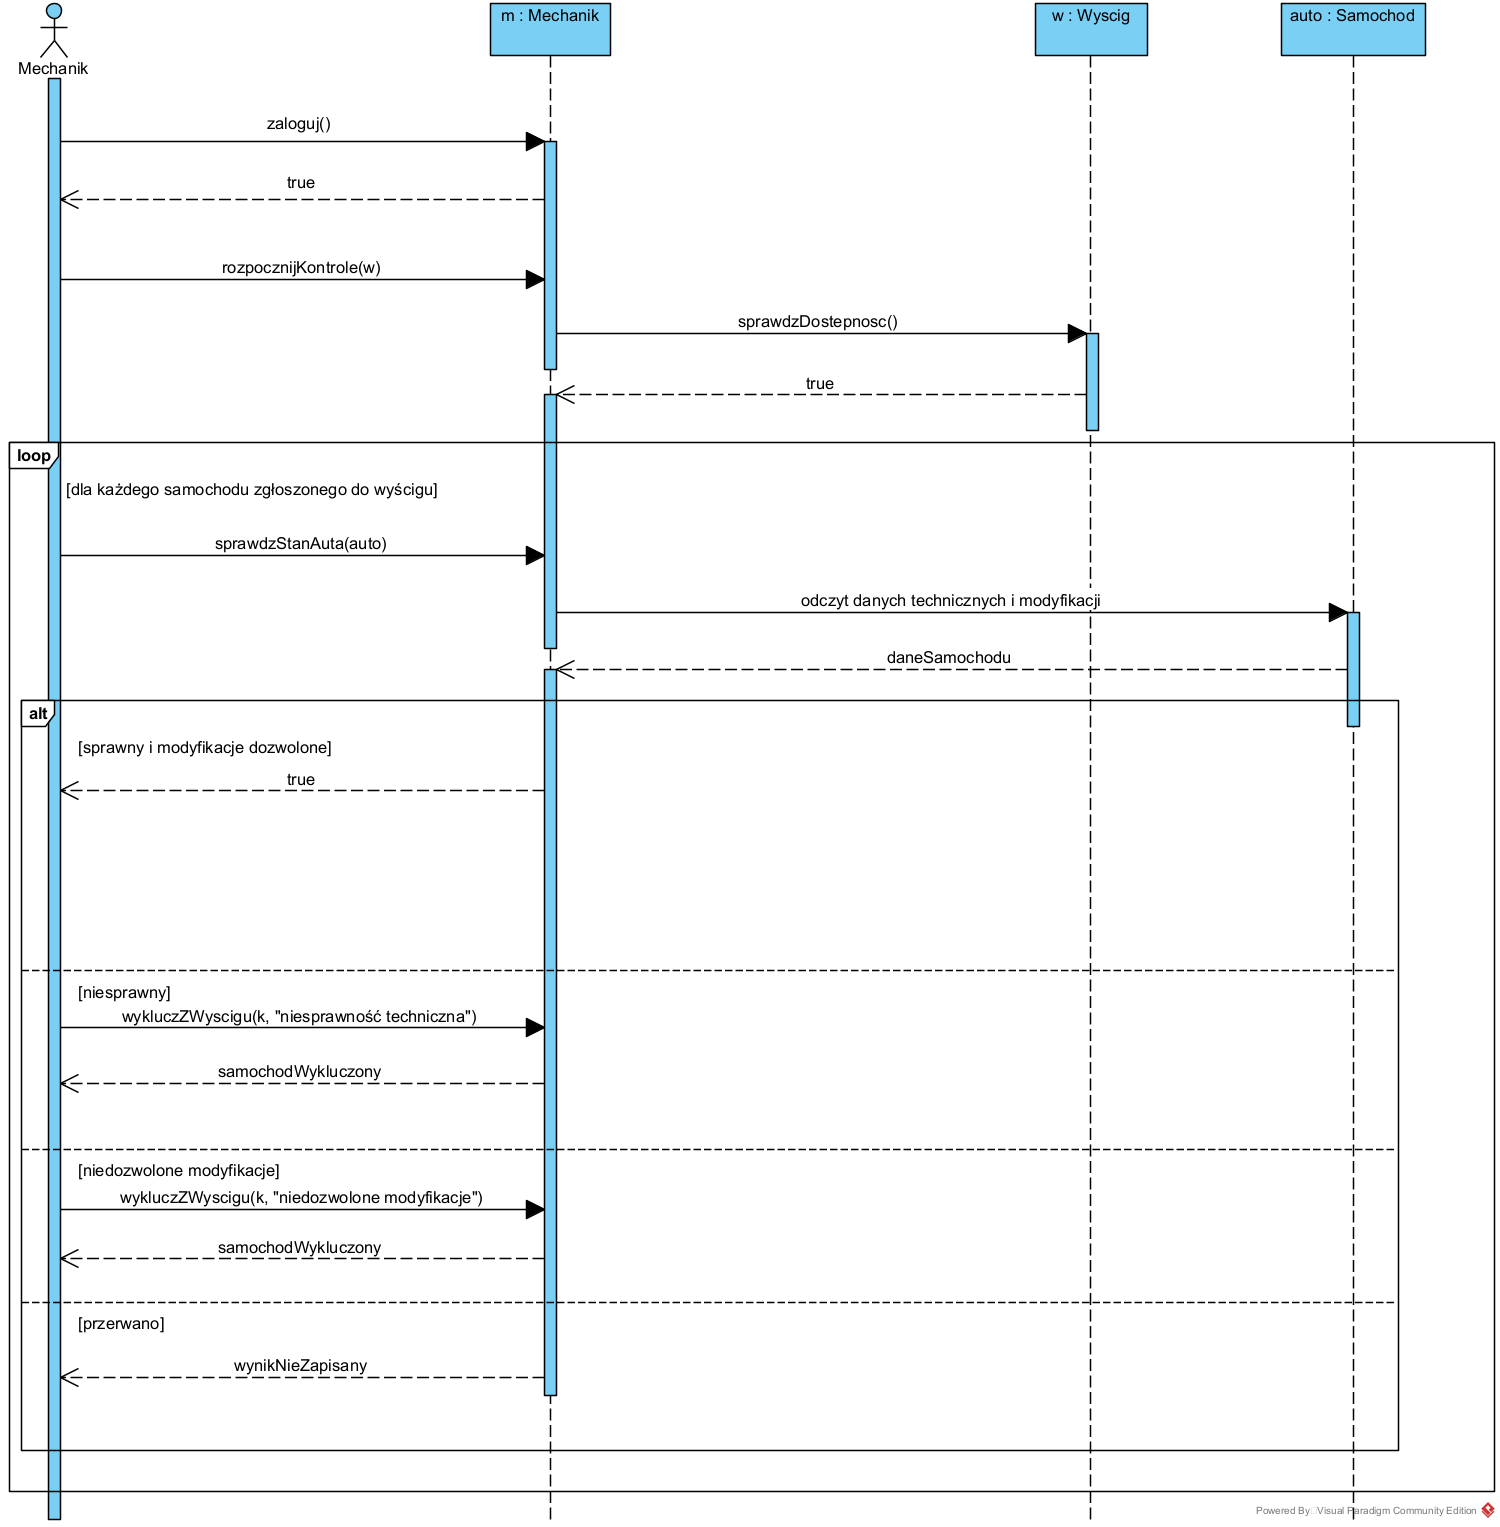 Mechanik
m : Mechanik
w : Wyscig
auto : Samochod
zaloguj()
true
rozpocznijKontrole(w)
sprawdzDostepnosc()
true
loop
[dla każdego samochodu zgłoszonego do wyścigu]
sprawdzStanAuta(auto)
odczyt danych technicznych i modyfikacji
daneSamochodu
alt
[sprawny i modyfikacje dozwolone]
true
[niesprawny]
wykluczZWyscigu(k, "niesprawność techniczna")
samochodWykluczony
[niedozwolone modyfikacje]
wykluczZWyscigu(k, "niedozwolone modyfikacje")
samochodWykluczony
[przerwano]
wynikNieZapisany
Powered By Visual Paradigm Community Edition